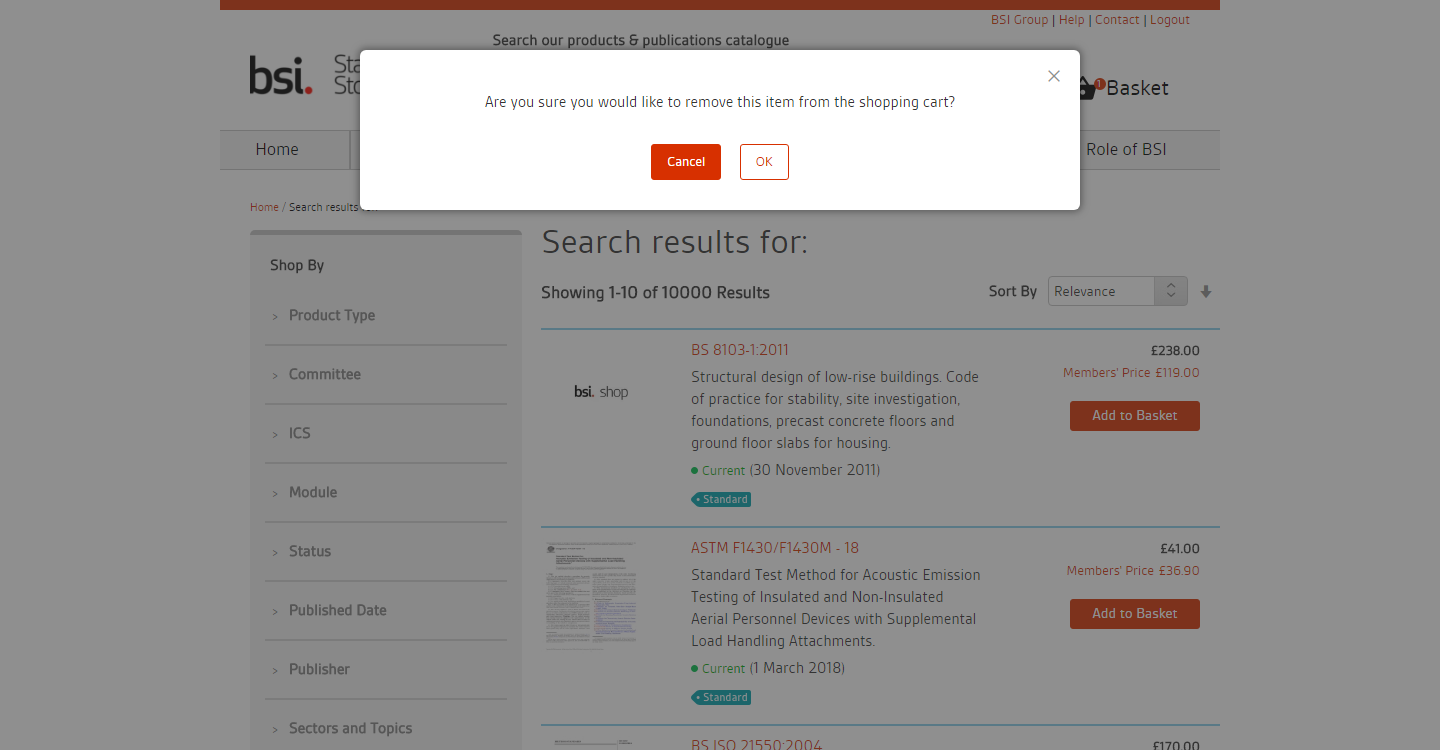 BSI Group | Help | Contact | Logout
Search our products & publications catalogue
bsi.
Are you sure you would like to remove this item from the shopping cart?
Cancel
OK
1
Basket
Home
Role of BSI
Home / Search results
Search results for:
Shop By
Product Type
Committee
ICS
Module
Status
Published Date
Publisher
Sectors and Topics
Showing 1-10 of 10000 Results
Sort By
Relevance
bsi. shop
BS 8103-1:2011
Structural design of low-rise buildings. Code
of practice for stability, site investigation,
foundations, precast concrete floors and
ground floor slabs for housing.
Current (30 November 2011)
Standard
£238.00
Members' Price £119.00
Add to Basket
ASTM F1430/F1430M - 18
Standard Test Method for Acoustic Emission
Testing of Insulated and Non-Insulated
Aerial Personnel Devices with Supplemental
Load Handling Attachments.
Current (1 March 2018)
Standard
£41.00
Members' Price £36.90
Add to Basket
BS ISO 21550:2004
£170.00